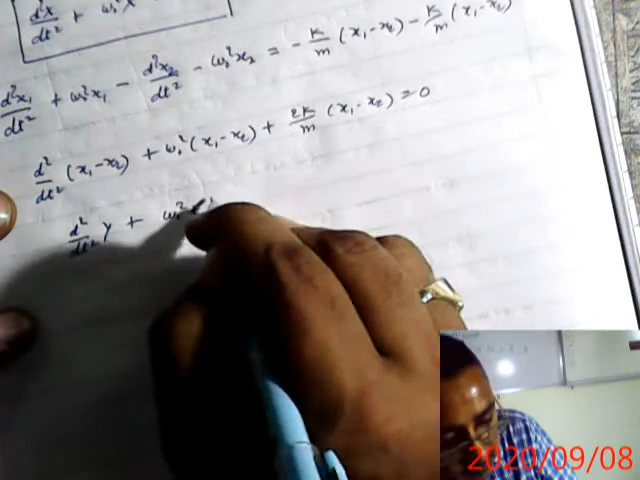 d²x/dt² + ω₀²x
d²x₁/dt² + ω₀²x₁ − d²x₂/dt² − ω₀²x₂ = − k/m (x₁−x₂) − k/m (x₁−x₂)
d²/dt² (x₁−x₂) + ω₀² (x₁−x₂) + 2k/m (x₁−x₂) = 0
d²/dt² y + ω₀²
2020/09/08